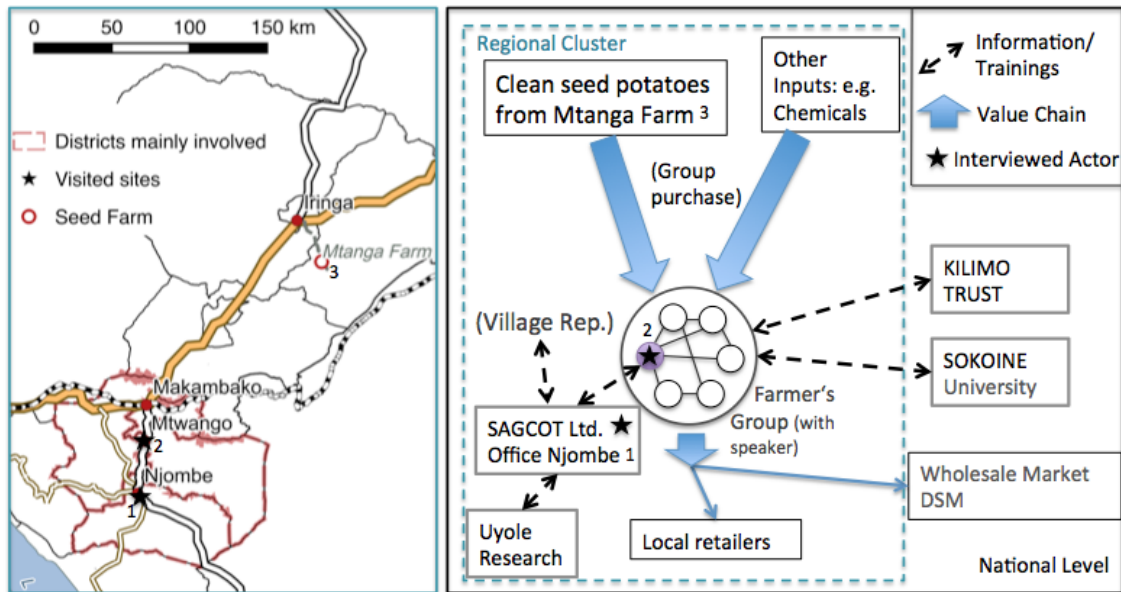 0 50 100 150 km
Districts mainly involved
Visited sites
Seed Farm
Iringa
Mtanga Farm
3
Makambako
Mtwango
2
Njombe
1
Regional Cluster
Clean seed potatoes
from Mtanga Farm 3
Other
Inputs: e.g.
Chemicals
(Group
purchase)
(Village Rep.)
2
SAGCOT Ltd.
Office Njombe 1
Uyole
Research
Farmer‘s
Group (with
speaker)
Local retailers
Information/
Trainings
Value Chain
Interviewed Actor
KILIMO
TRUST
SOKOINE
University
Wholesale Market
DSM
National Level